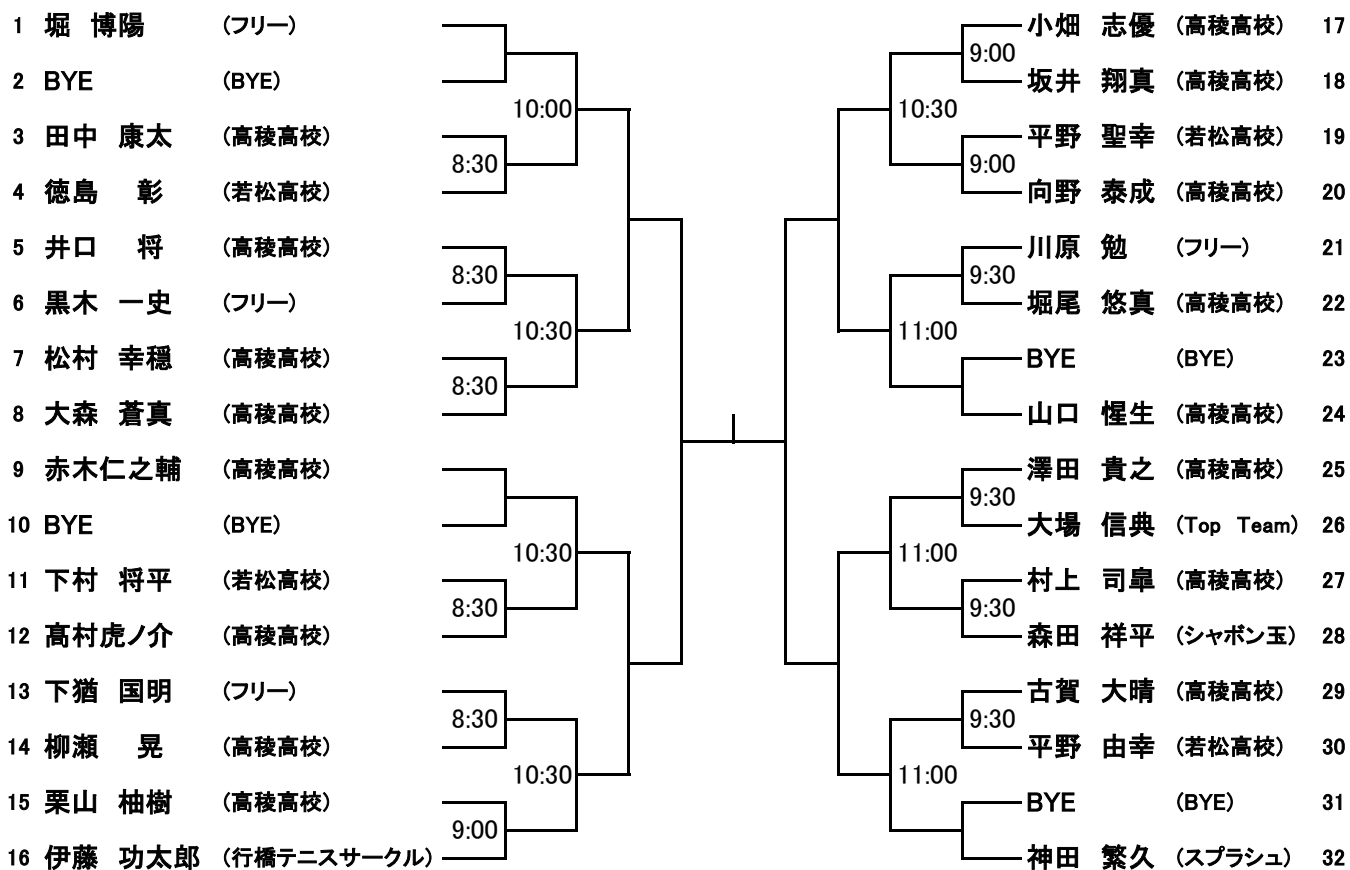 1 堀 博陽 (フリー)
2 BYE (BYE)
10:00
3 田中 康太 (高稜高校)
8:30
4 徳島 彰 (若松高校)
5 井口 将 (高稜高校)
8:30
6 黒木 一史 (フリー)
10:30
7 松村 幸穏 (高稜高校)
8:30
8 大森 蒼真 (高稜高校)
9 赤木仁之輔 (高稜高校)
10 BYE (BYE)
10:30
11 下村 将平 (若松高校)
8:30
12 髙村虎ノ介 (高稜高校)
13 下猶 国明 (フリー)
8:30
14 柳瀬 晃 (高稜高校)
10:30
15 栗山 柚樹 (高稜高校)
9:00
16 伊藤 功太郎 (行橋テニスサークル)
小畑 志優 (高稜高校) 17
9:00
坂井 翔真 (高稜高校) 18
10:30
平野 聖幸 (若松高校) 19
9:00
向野 泰成 (高稜高校) 20
川原 勉 (フリー) 21
9:30
堀尾 悠真 (高稜高校) 22
11:00
BYE (BYE) 23
山口 惺生 (高稜高校) 24
澤田 貴之 (高稜高校) 25
9:30
大場 信典 (Top Team) 26
11:00
村上 司皐 (高稜高校) 27
9:30
森田 祥平 (シャボン玉) 28
古賀 大晴 (高稜高校) 29
9:30
平野 由幸 (若松高校) 30
11:00
BYE (BYE) 31
神田 繁久 (スプラシュ) 32